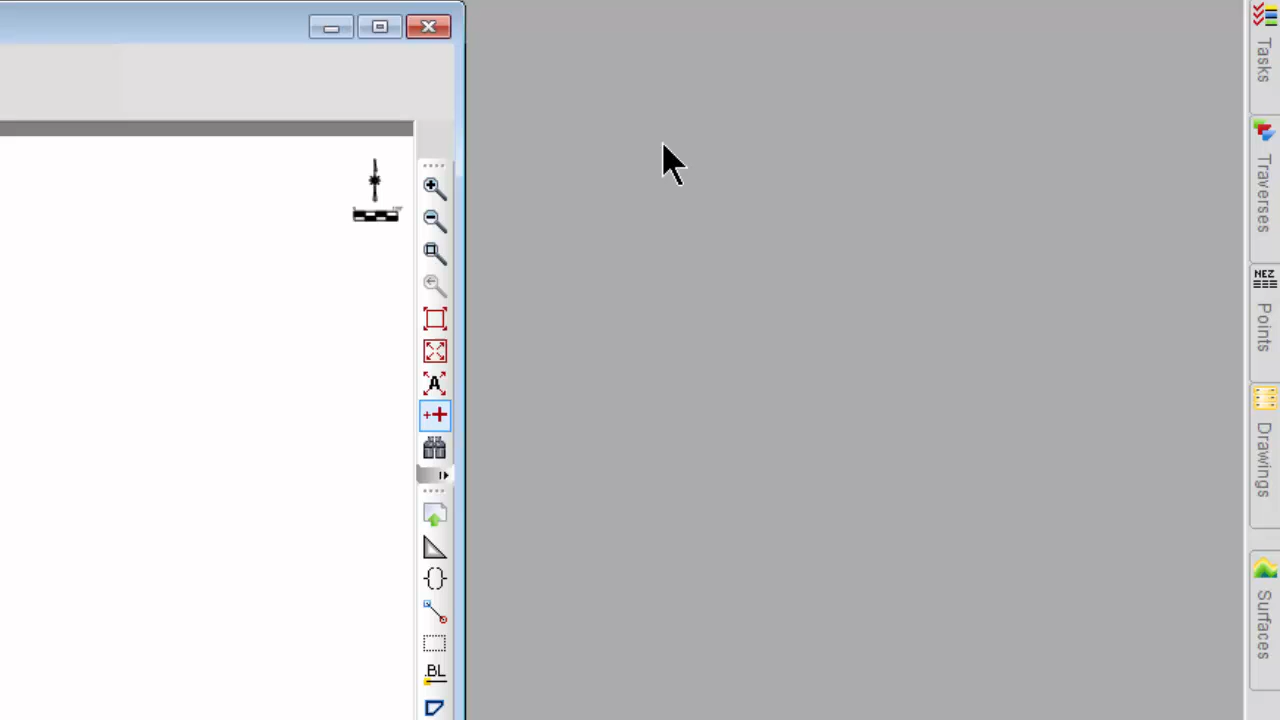 Tasks
Traverses
NEZ
Points
A
Drawings
Surfaces
.BL